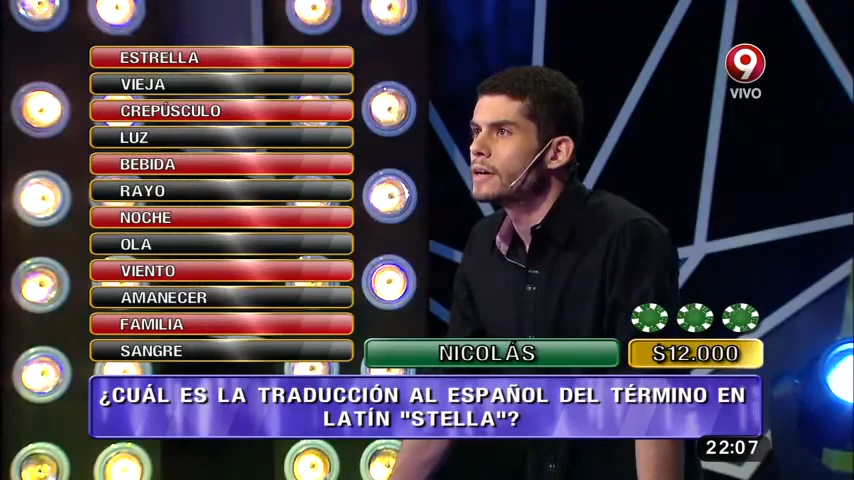 ESTRELLA
VIEJA
CREPÚSCULO
LUZ
BEBIDA
RAYO
NOCHE
OLA
VIENTO
AMANECER
FAMILIA
SANGRE
9
VIVO
NICOLÁS
$12.000
¿CUÁL ES LA TRADUCCIÓN AL ESPAÑOL DEL TÉRMINO EN
LATÍN "STELLA"?
22:07